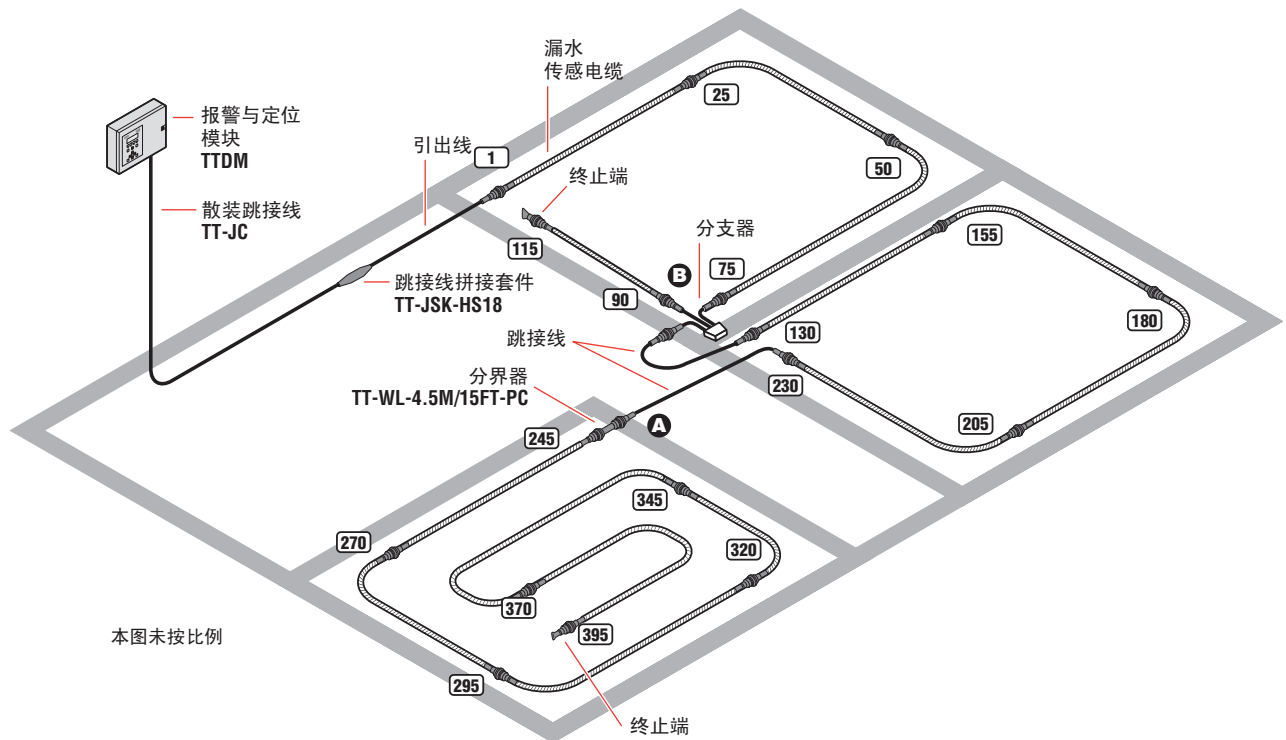 漏水
传感电缆
25
报警与定位
模块
TTDM
引出线
1
50
终止端
散装跳接线
TT-JC
分支器
115
B
75
155
跳接线拼接套件
TT-JSK-HS18
90
130
180
跳接线
分界器
TT-WL-4.5M/15FT-PC
230
A
205
245
345
270
320
370
395
本图未按比例
295
终止端